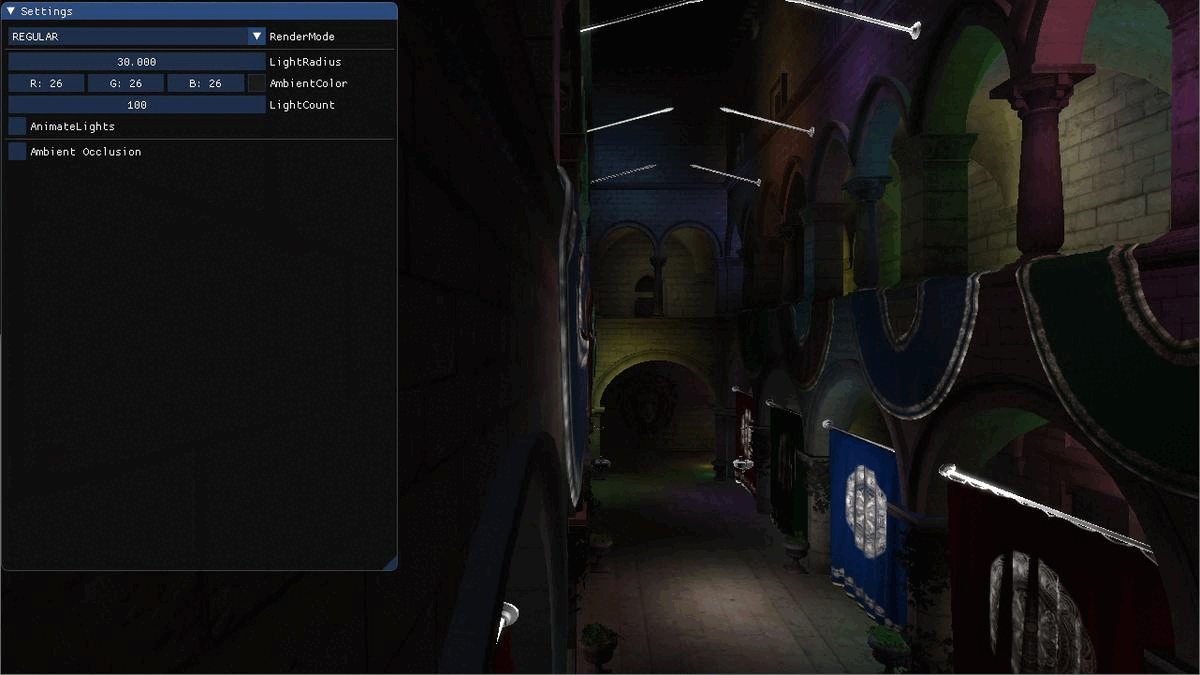 Settings
REGULAR RenderMode
30.000 LightRadius
R: 26 G: 26 B: 26 AmbientColor
100 LightCount
AnimateLights
Ambient Occlusion